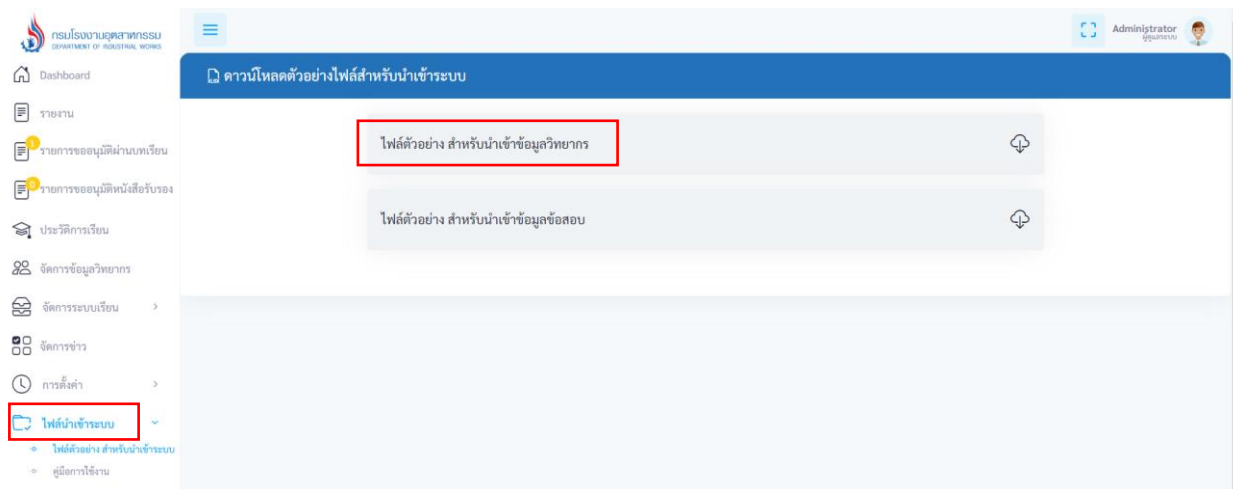 กรมโรงงานอุตสาหกรรม
DEPARTMENT OF INDUSTRIAL WORKS
Administrator
ผู้ดูแลระบบ
Dashboard
ดาวน์โหลดตัวอย่างไฟล์สำหรับนำเข้าระบบ
รายงาน
ไฟล์ตัวอย่าง สำหรับนำเข้าข้อมูลวิทยากร
1
รายการขออนุมัติผ่านบทเรียน
0
รายการขออนุมัติหนังสือรับรอง
ไฟล์ตัวอย่าง สำหรับนำเข้าข้อมูลข้อสอบ
ประวัติการเรียน
จัดการข้อมูลวิทยากร
จัดการระบบเรียน
จัดการข่าว
การตั้งค่า
ไฟล์นำเข้าระบบ
ไฟล์ตัวอย่าง สำหรับนำเข้าระบบ
คู่มือการใช้งาน